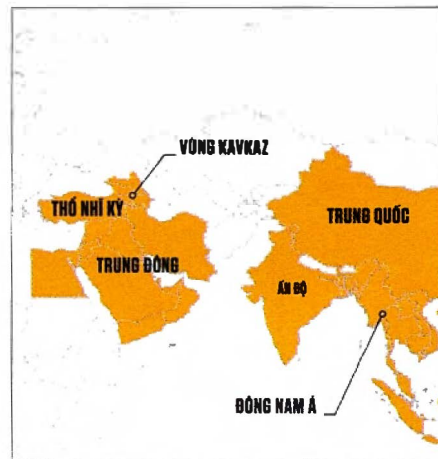 VÙNG KAVKAZ
THỔ NHĨ KỲ
TRUNG QUỐC
TRUNG ĐÔNG
ẤN ĐỘ
ĐÔNG NAM Á